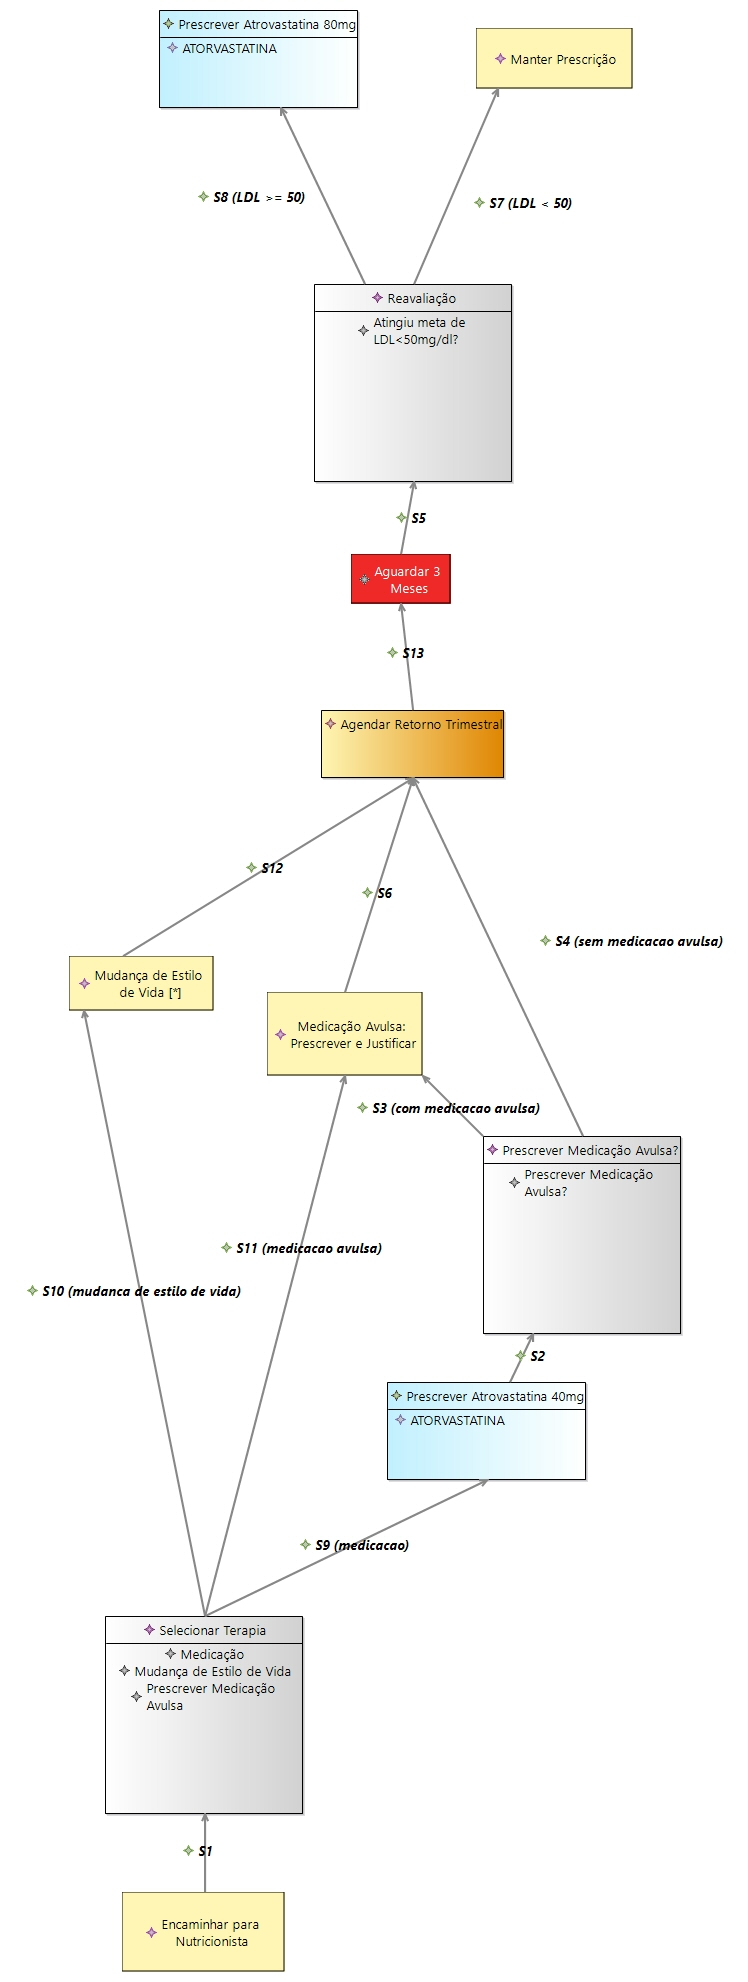 Prescrever Atrovastatina 80mg
ATORVASTATINA
Manter Prescrição
S8 (LDL >= 50)
S7 (LDL < 50)
Reavaliação
Atingiu meta de
LDL<50mg/dl?
S5
Aguardar 3
Meses
S13
Agendar Retorno Trimestral
S12
S6
S4 (sem medicacao avulsa)
Mudança de Estilo
de Vida [*]
Medicação Avulsa:
Prescrever e Justificar
S3 (com medicacao avulsa)
Prescrever Medicação Avulsa?
Prescrever Medicação
Avulsa?
S11 (medicacao avulsa)
S10 (mudanca de estilo de vida)
S2
Prescrever Atrovastatina 40mg
ATORVASTATINA
S9 (medicacao)
Selecionar Terapia
Medicação
Mudança de Estilo de Vida
Prescrever Medicação
Avulsa
S1
Encaminhar para
Nutricionista